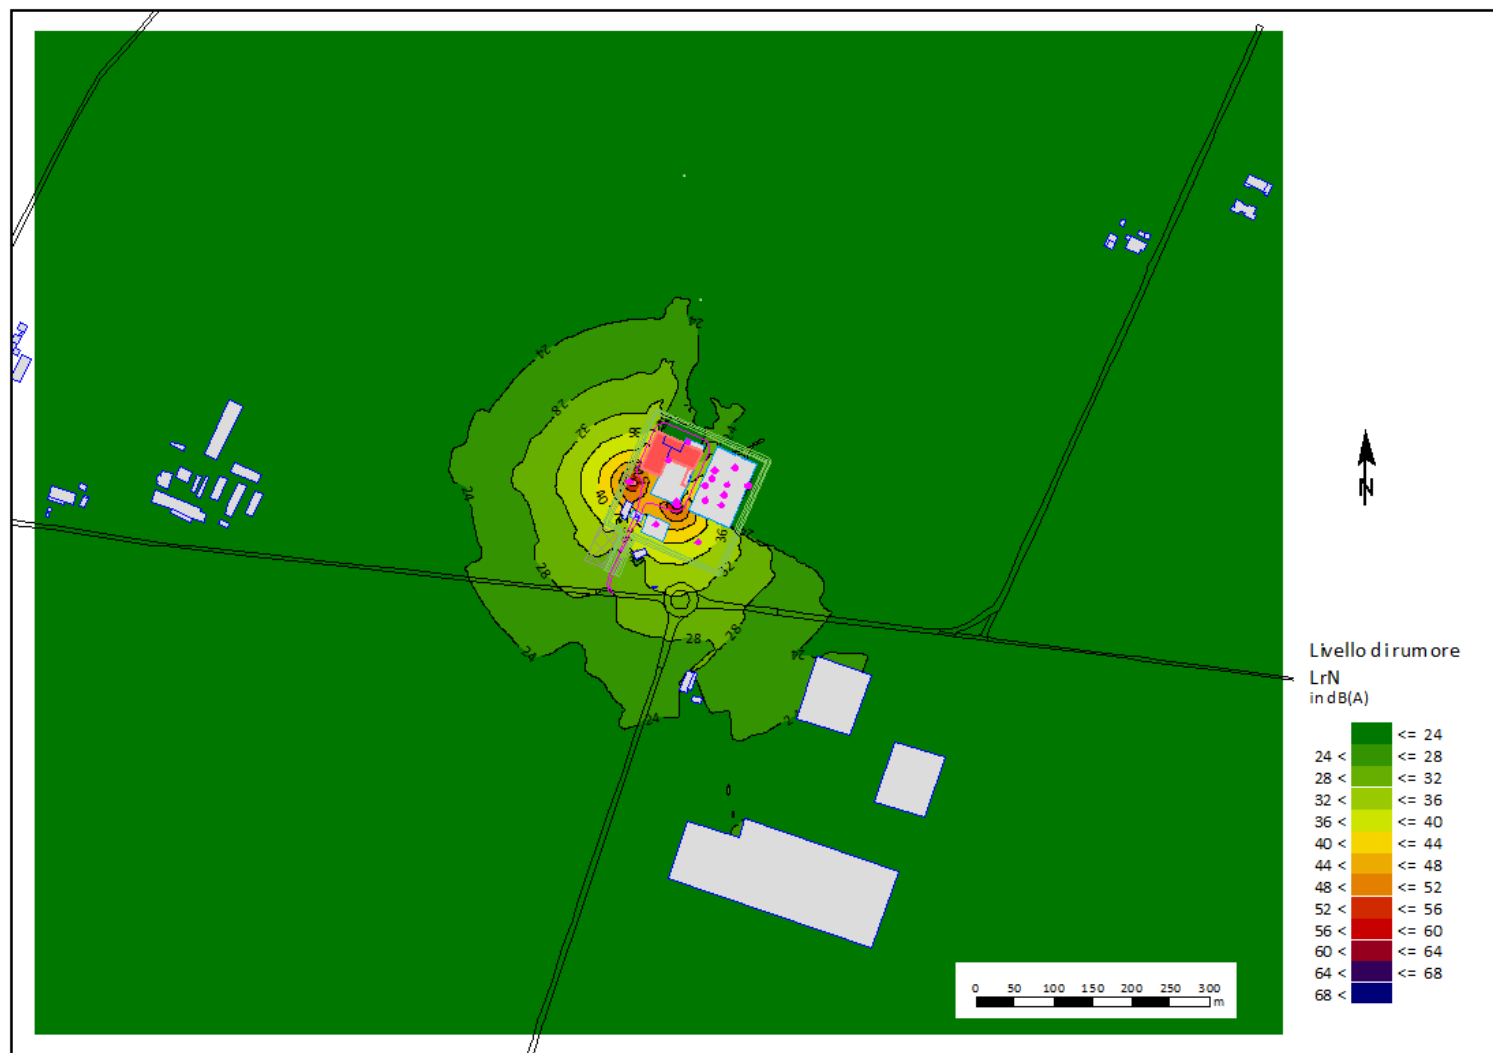 24
24
28
32
36
40
24
36
24
32
28
28
28
24
24
24
24
N
Livello di rumore
LrN
in dB(A)
<= 24
24 < <= 28
28 < <= 32
32 < <= 36
36 < <= 40
40 < <= 44
44 < <= 48
48 < <= 52
52 < <= 56
56 < <= 60
60 < <= 64
64 < <= 68
68 <
0 50 100 150 200 250 300
m